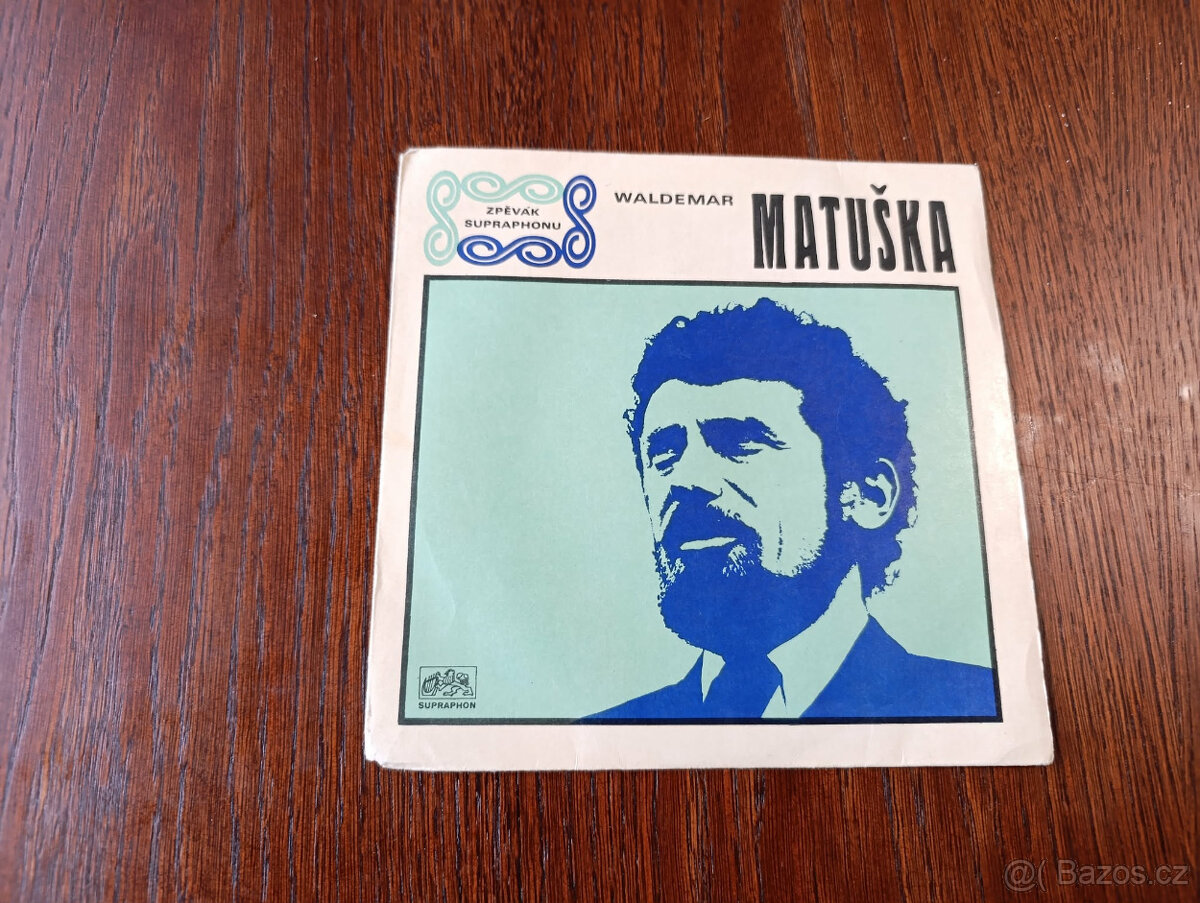 ZPĚVÁK
SUPRAPHONU
WALDEMAR
MATUŠKA
SUPRAPHON
@( Bazos.cz